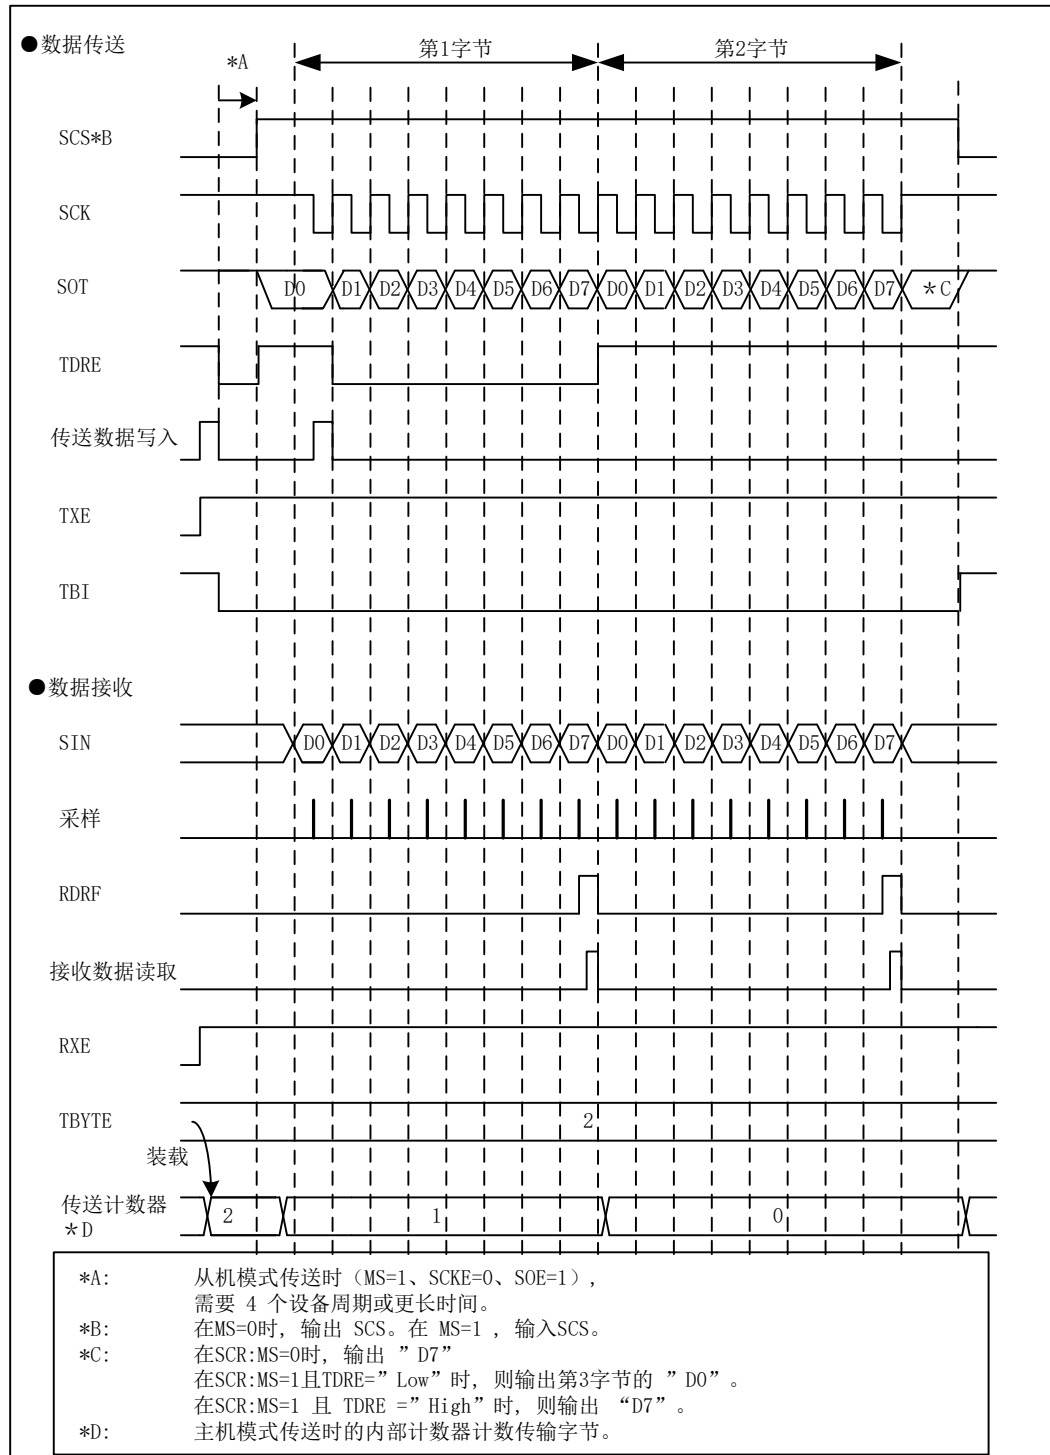 ●数据传送
第1字节 第2字节
*A
SCS*B
SCK
SOT D0 D1 D2 D3 D4 D5 D6 D7 D0 D1 D2 D3 D4 D5 D6 D7 *C
TDRE
传送数据写入
TXE
TBI
●数据接收
SIN D0 D1 D2 D3 D4 D5 D6 D7 D0 D1 D2 D3 D4 D5 D6 D7
采样
RDRF
接收数据读取
RXE
TBYTE 2
装载
传送计数器
*D 2 1 0
*A: 从机模式传送时（MS=1、SCKE=0、SOE=1）,
需要 4 个设备周期或更长时间。
*B: 在MS=0时, 输出 SCS。在 MS=1 , 输入SCS。
*C: 在SCR:MS=0时, 输出 ”D7”
在SCR:MS=1且TDRE=”Low”时, 则输出第3字节的 ”D0”。
在SCR:MS=1 且 TDRE =”High”时, 则输出 “D7”。
*D: 主机模式传送时的内部计数器计数传输字节。